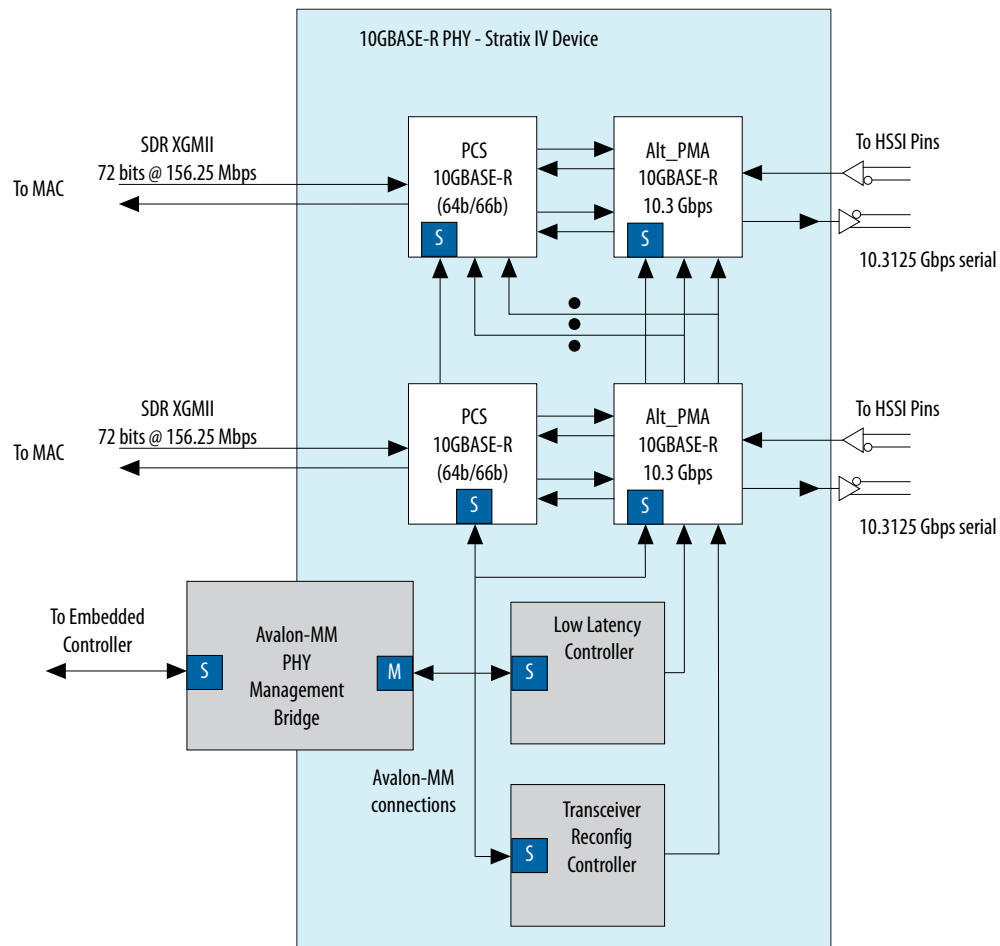 10GBASE-R PHY - Stratix IV Device
SDR XGMII
72 bits @ 156.25 Mbps
To MAC
PCS
10GBASE-R
(64b/66b)
S
Alt_PMA
10GBASE-R
10.3 Gbps
S
To HSSI Pins
10.3125 Gbps serial
SDR XGMII
72 bits @ 156.25 Mbps
To MAC
PCS
10GBASE-R
(64b/66b)
S
Alt_PMA
10GBASE-R
10.3 Gbps
S
To HSSI Pins
10.3125 Gbps serial
To Embedded
Controller
S
Avalon-MM
PHY
Management
Bridge
M
Low Latency
Controller
S
Avalon-MM
connections
Transceiver
Reconfig
Controller
S